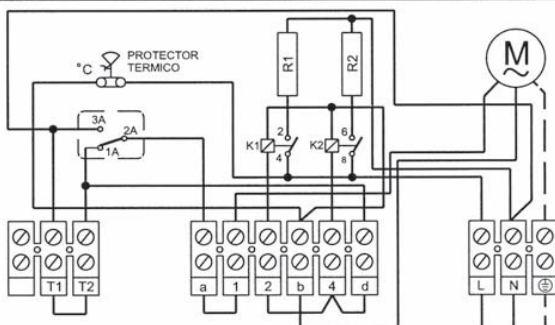 PROTECTOR
°C TERMICO
R1 R2
M
~
3A
2A
1A
K1 2 4
K2 6 8
T1 T2 a 1 2 b 4 d L N